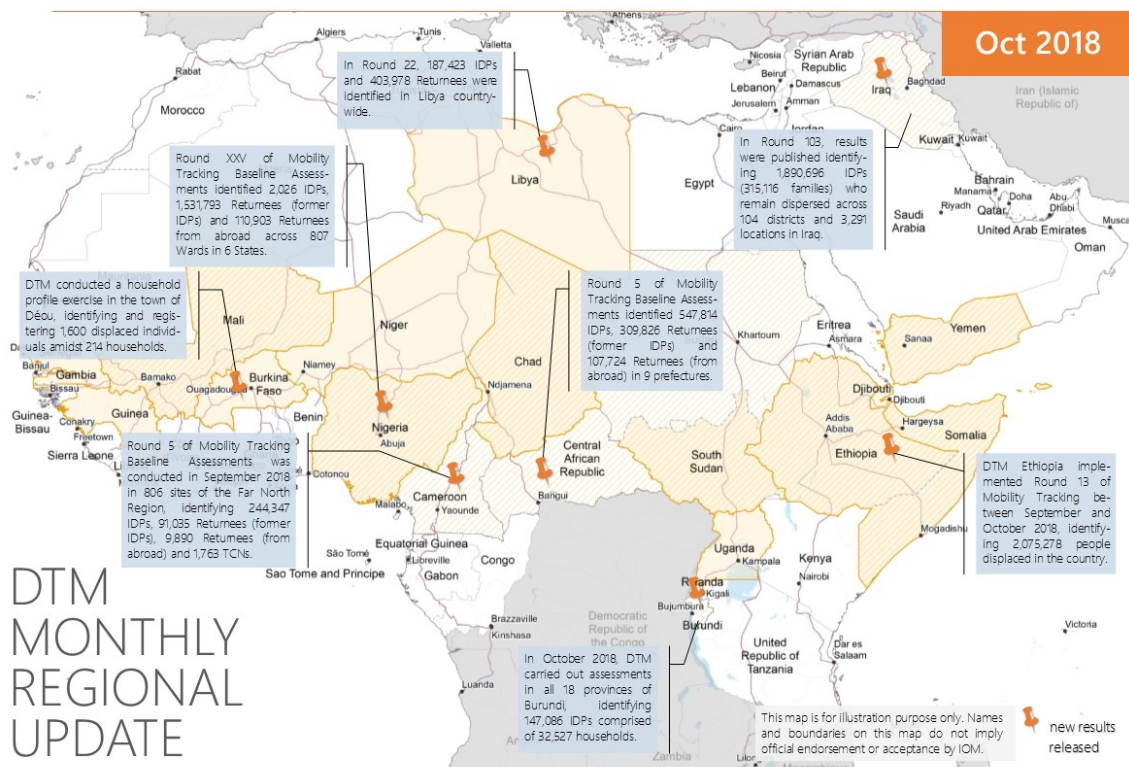 Oct 2018
In Round 22, 187,423 IDPs
and 403,978 Returnees were
identified in Libya country-
wide.
Round XXV of Mobility
Tracking Baseline Assess-
ments identified 2,026 IDPs,
1,531,793 Returnees (former
IDPs) and 110,903 Returnees
from abroad across 807
Wards in 6 States.
DTM conducted a household
profile exercise in the town of
Déou, identifying and regis-
tering 1,600 displaced individ-
uals amidst 214 households.
In Round 103, results
were published identify-
ing 1,890,696 IDPs
(315,116 families) who
remain dispersed across
104 districts and 3,291
locations in Iraq.
Round 5 of Mobility
Tracking Baseline Assess-
ments identified 547,814
IDPs, 309,826 Returnees
(former IDPs) and
107,724 Returnees (from
abroad) in 9 prefectures.
Round 5 of Mobility Tracking
Baseline Assessments was
conducted in September 2018
in 806 sites of the Far North
Region, identifying 244,347
IDPs, 91,035 Returnees (former
IDPs), 9,890 Returnees (from
abroad) and 1,763 TCNs.
DTM Ethiopia imple-
mented Round 13 of
Mobility Tracking be-
tween September and
October 2018, identify-
ing 2,075,278 people
displaced in the country.
In October 2018, DTM
carried out assessments
in all 18 provinces of
Burundi, identifying
147,086 IDPs comprised
of 32,527 households.
DTM
MONTHLY
REGIONAL
UPDATE
This map is for illustration purpose only. Names
and boundaries on this map do not imply
official endorsement or acceptance by IOM.
new results
released
Algiers
Tunis
Valletta
Athens
Rabat
Morocco
Nicosia
Syrian Arab
Republic
Beirut
Lebanon
Damascus
Jerusalem
Amman
Jordan
Iraq
Baghdad
Iran (Islamic
Republic of)
Kuwait
Kuwait
Cairo
Egypt
Libya
Bahrain
Manama
Doha
Qatar
Abu
Dhabi
Riyadh
Saudi
Arabia
United Arab Emirates
Oman
Mauritania
Mali
Niger
Chad
Khartoum
Eritrea
Asmara
Yemen
Sanaa
Banjul
Gambia
Bissau
Guinea-
Bissau
Bamako
Niamey
Ouagadougou
Burkina
Faso
Ndjamena
Djibouti
Djibouti
Guinea
Conakry
Freetown
Sierra Leone
Benin
Nigeria
Abuja
Cotonou
Central
African
Republic
Bangui
South
Sudan
Addis
Ababa
Ethiopia
Hargeysa
Somalia
Mogadishu
Cameroon
Yaounde
Malabo
Equatorial Guinea
São Tomé
Sao Tome and Principe
Libreville
Gabon
Congo
Brazzaville
Kinshasa
Democratic
Republic of
the Congo
Uganda
Kampala
Kenya
Nairobi
Rwanda
Kigali
Bujumbura
Burundi
United
Republic of
Tanzania
Dar es
Salaam
Victoria
Luanda
Zambia